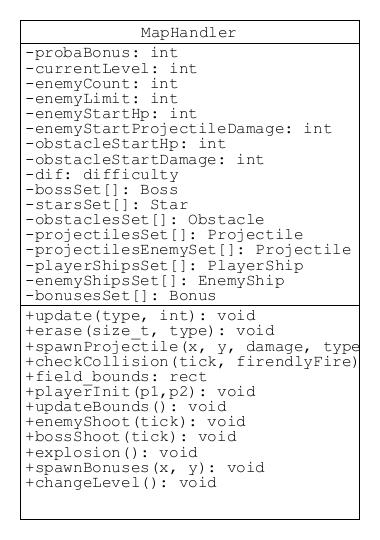 MapHandler
-probaBonus: int
-currentLevel: int
-enemyCount: int
-enemyLimit: int
-enemyStartHp: int
-enemyStartProjectileDamage: int
-obstacleStartHp: int
-obstacleStartDamage: int
-dif: difficulty
-bossSet[]: Boss
-starsSet[]: Star
-obstaclesSet[]: Obstacle
-projectilesSet[]: Projectile
-projectilesEnemySet[]: Projectile
-playerShipsSet[]: PlayerShip
-enemyShipsSet[]: EnemyShip
-bonusesSet[]: Bonus
+update(type, int): void
+erase(size_t, type): void
+spawnProjectile(x, y, damage, type
+checkCollision(tick, firendlyFire)
+field_bounds: rect
+playerInit(p1,p2): void
+updateBounds(): void
+enemyShoot(tick): void
+bossShoot(tick): void
+explosion(): void
+spawnBonuses(x, y): void
+changeLevel(): void